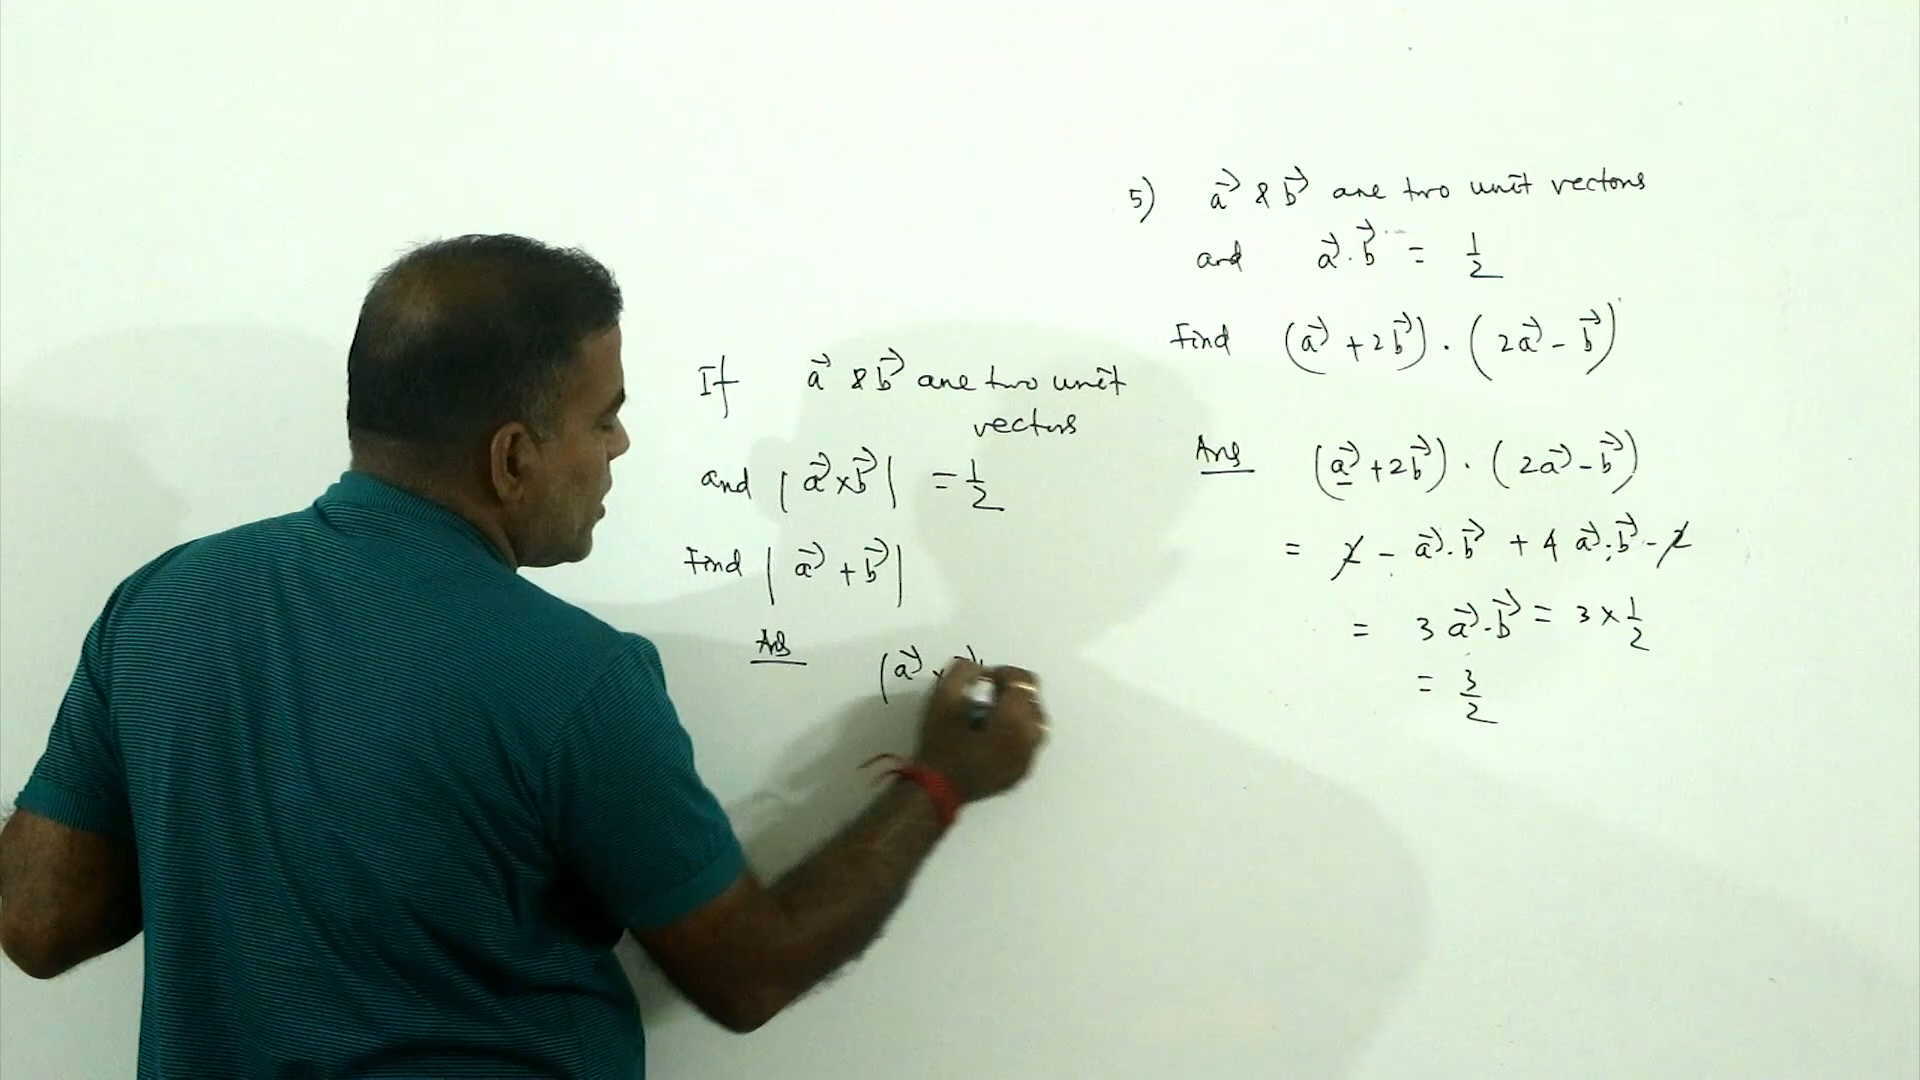 If a⃗ & b⃗ are two unit
vectors
and |a⃗ × b⃗| = 1/2
Find |a⃗ + b⃗|
Ans |a⃗ ×
5) a⃗ & b⃗ are two unit vectors
and a⃗ . b⃗ = 1/2
Find (a⃗ + 2b⃗) . (2a⃗ - b⃗)
Ans (a⃗ + 2b⃗) . (2a⃗ - b⃗)
= 2 - a⃗ . b⃗ + 4 a⃗ . b⃗ - 2
= 3 a⃗ . b⃗ = 3 × 1/2
= 3/2